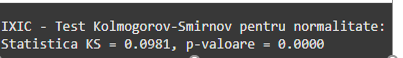 IXIC - Test Kolmogorov-Smirnov pentru normalitate:
Statistica KS = 0.0981, p-valoare = 0.0000